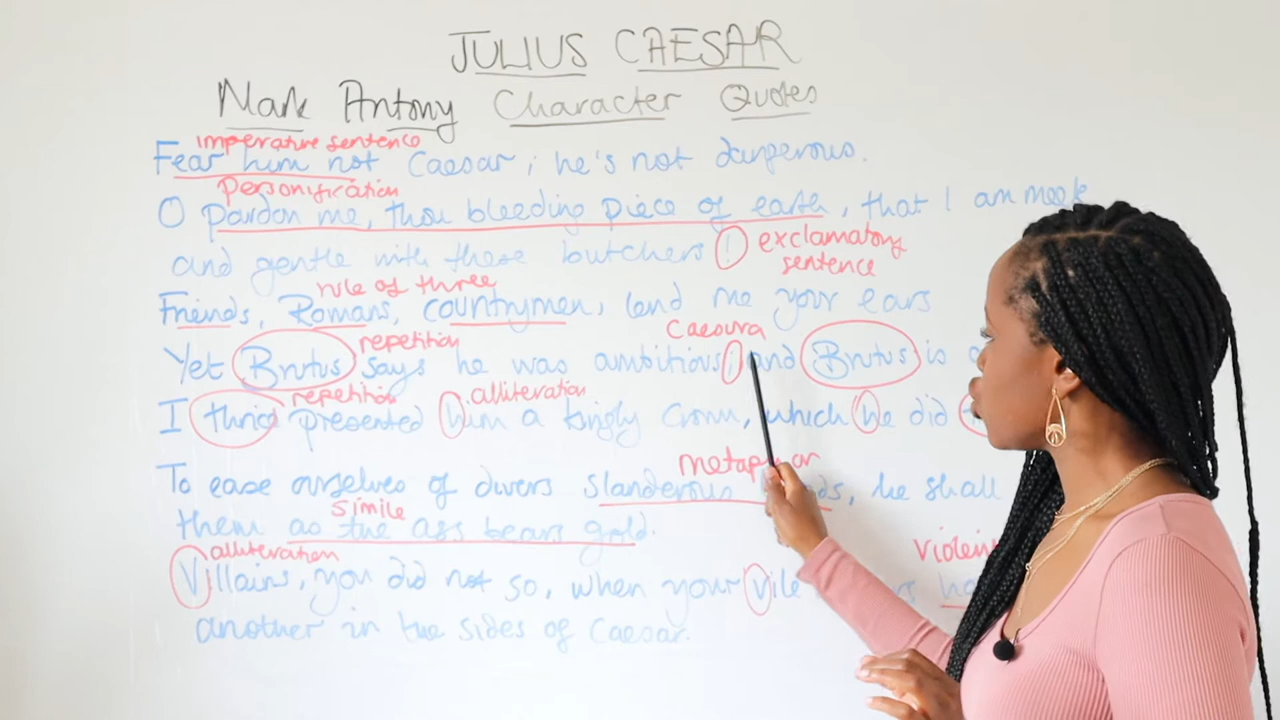 JULIUS CAESAR
Mark Antony Character Quotes
imperative sentence
Fear him not Caesar; he's not dangerous.
Personification
O pardon me, thou bleeding piece of earth, that I am meek
exclamatory
and gentle with these butchers!
sentence
rule of three
Friends, Romans, countrymen, lend me your ears
caesura
repetition
Yet Brutus says he was ambitious; and Brutus is
repetition alliteration
I thrice presented him a kingly crown, which he did
metaphor
To ease ourselves of divers slanderous, he shall
simile
them as the ass bears gold.
alliteration
Villains, you did not so, when your vile
another in the sides of Caesar.